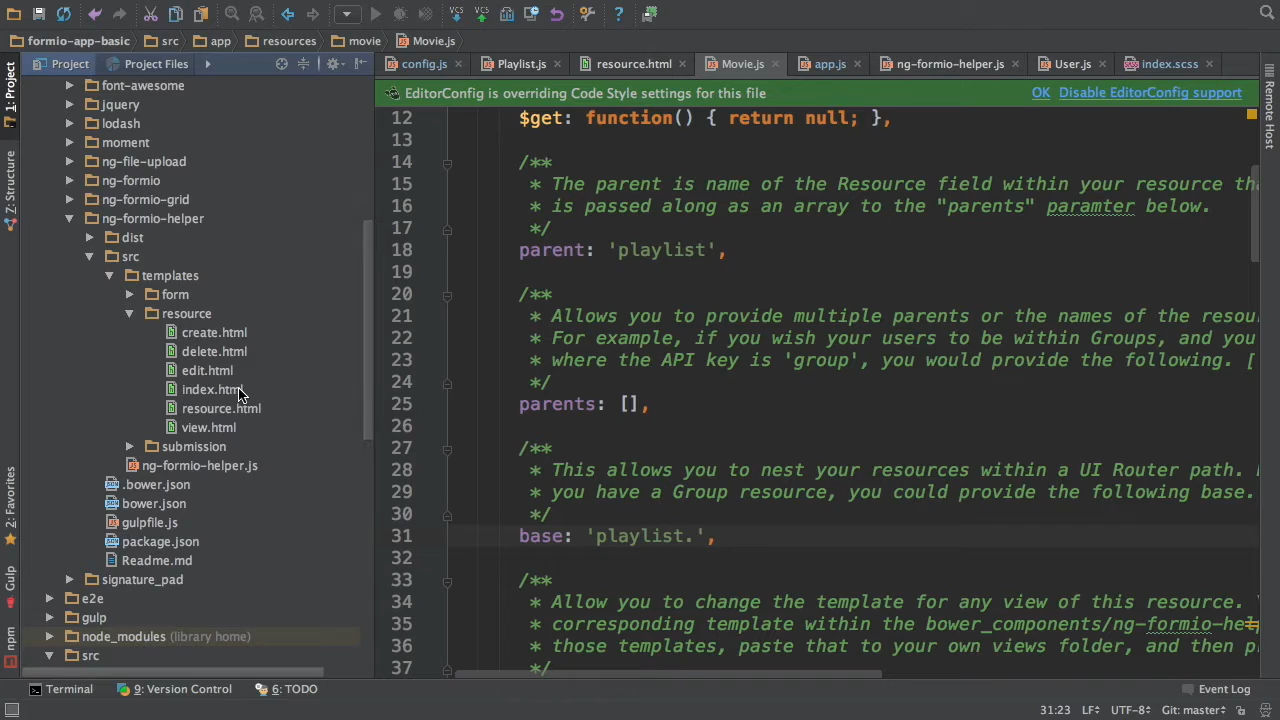 VCS VCS
formio-app-basic src app resources movie Movie.js
Project Project Files config.js Playlist.js resource.html Movie.js app.js ng-formio-helper.js User.js index.scss
EditorConfig is overriding Code Style settings for this file OK Disable EditorConfig support
1: Project
Z: Structure
2: Favorites
Gulp
npm
font-awesome
jquery
lodash
moment
ng-file-upload
ng-formio
ng-formio-grid
ng-formio-helper
dist
src
templates
form
resource
create.html
delete.html
edit.html
index.html
resource.html
view.html
submission
ng-formio-helper.js
.bower.json
bower.json
gulpfile.js
package.json
Readme.md
signature_pad
e2e
gulp
node_modules (library home)
src
12 $get: function() { return null; },
13
14 /**
15 * The parent is name of the Resource field within your resource
16 * is passed along as an array to the "parents" paramter below.
17 */
18 parent: 'playlist',
19
20 /**
21 * Allows you to provide multiple parents or the names of the
22 * For example, if you wish your users to be within Groups, and you
23 * where the API key is 'group', you would provide the following. [
24 */
25 parents: [],
26
27 /**
28 * This allows you to nest your resources within a UI Router path.
29 * you have a Group resource, you could provide the following base.
30 */
31 base: 'playlist.',
32
33 /**
34 * Allow you to change the template for any view of this resource.
35 * corresponding template within the bower_components/ng-formio-hel
36 * those templates, paste that to your own views folder, and then
37 */
Remote Host
Terminal 9: Version Control 6: TODO Event Log
31:23 LF UTF-8 Git: master